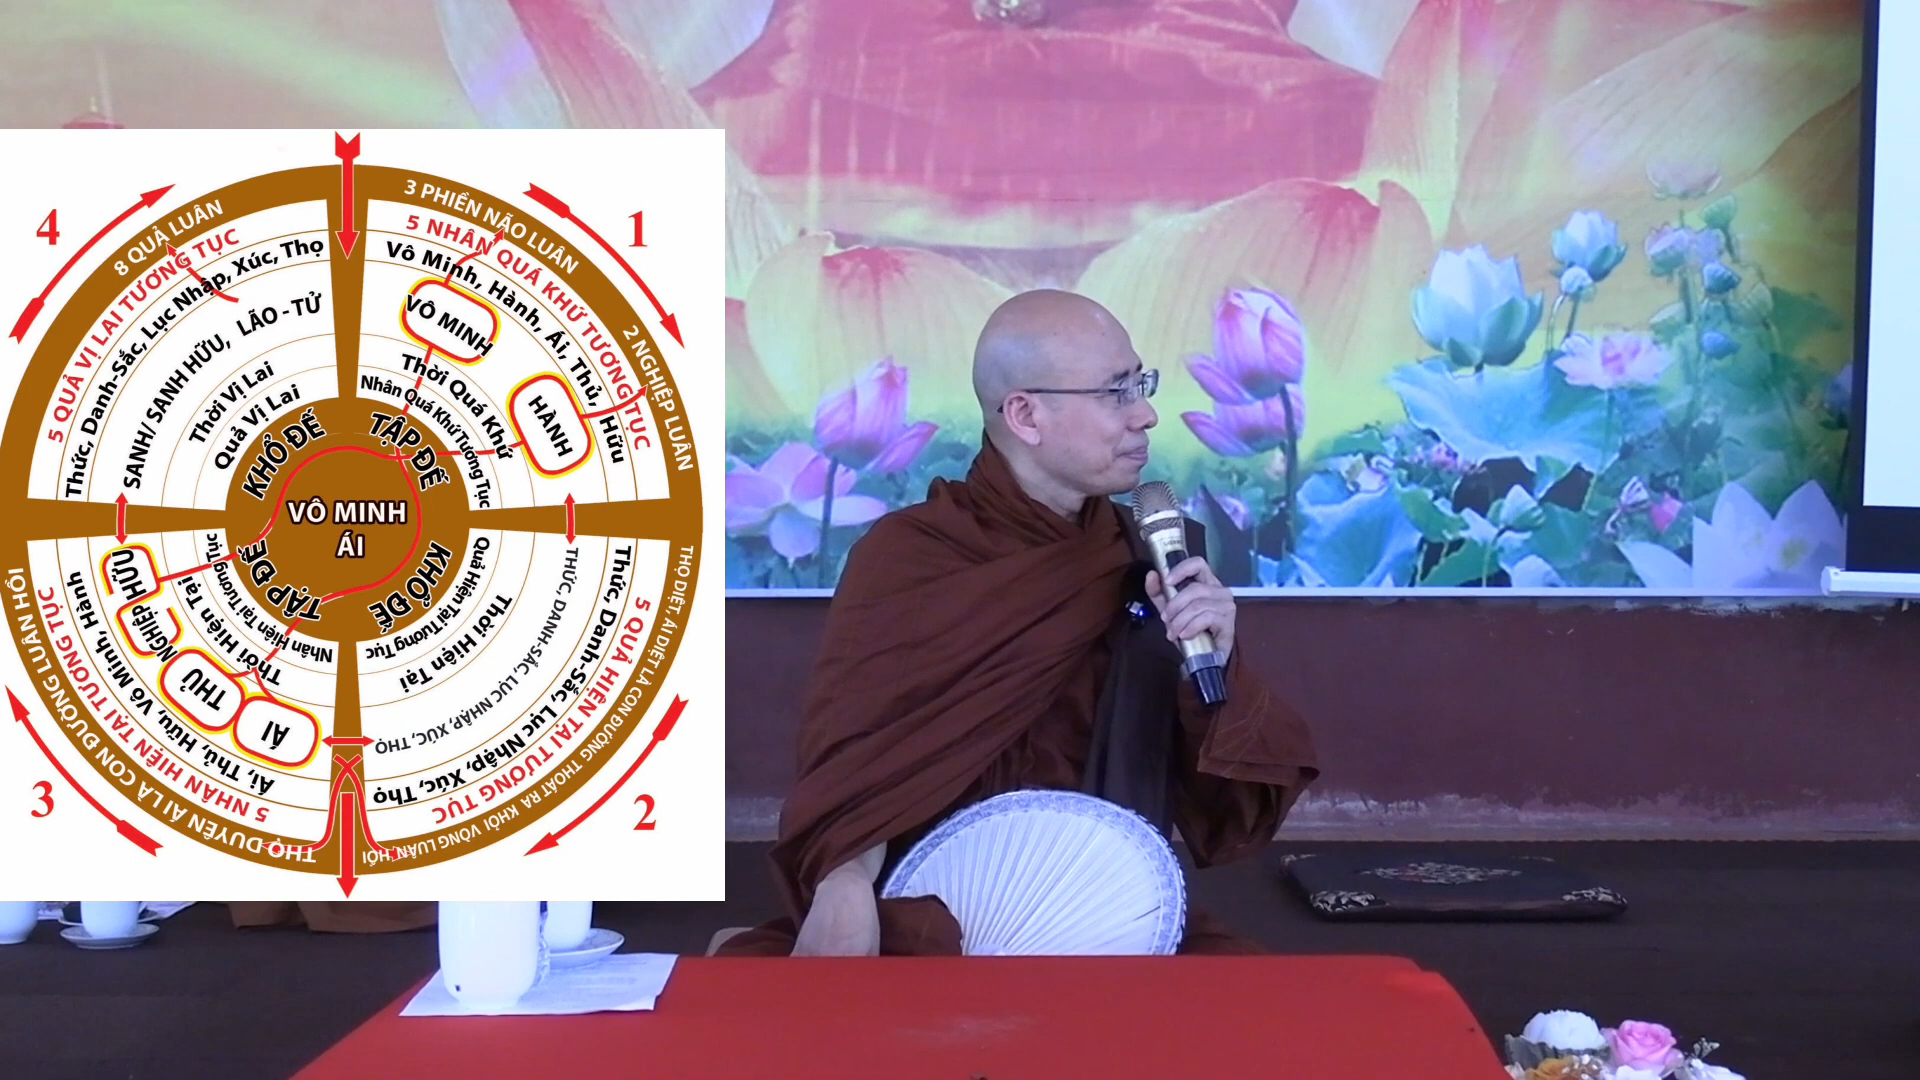 4
1
8 QUẢ LUÂN
5 QUẢ VỊ LAI TƯƠNG TỤC
Thức, Danh-Sắc, Lục Nhập, Xúc, Thọ
SANH/ SANH HỮU, LÃO - TỬ
Thời Vị Lai
Quả Vị Lai
KHỔ ĐẾ
3 PHIỀN NÃO LUÂN
2 NGHIỆP LUÂN
5 NHÂN QUÁ KHỨ TƯƠNG TỤC
Vô Minh, Hành, Ái, Thủ, Hữu
VÔ MINH
HÀNH
Thời Quá Khứ
Nhân Quá Khứ Tương Tục
TẬP ĐẾ
VÔ MINH
ÁI
KHỔ ĐẾ
Quả Hiện Tại Tương Tục
Thời Hiện Tại
THỨC, DANH-SẮC, LỤC NHẬP, XÚC, THỌ
Thức, Danh-Sắc, Lục Nhập, Xúc, Thọ
5 QUẢ HIỆN TẠI TƯƠNG TỤC
THỌ DIỆT, ÁI DIỆT LÀ CON ĐƯỜNG THOÁT RA KHỎI VÒNG LUÂN HỒI
TẬP ĐẾ
TẬP ĐẾ
Nhân Hiện Tại Tương Tục
Thời Hiện Tại
ÁI
THỦ
NGHIỆP HỮU
Ái, Thủ, Hữu, Vô Minh, Hành
5 NHÂN HIỆN TẠI TƯƠNG TỤC
THỌ DUYÊN ÁI LÀ CON ĐƯỜNG LUÂN HỒI
3
2